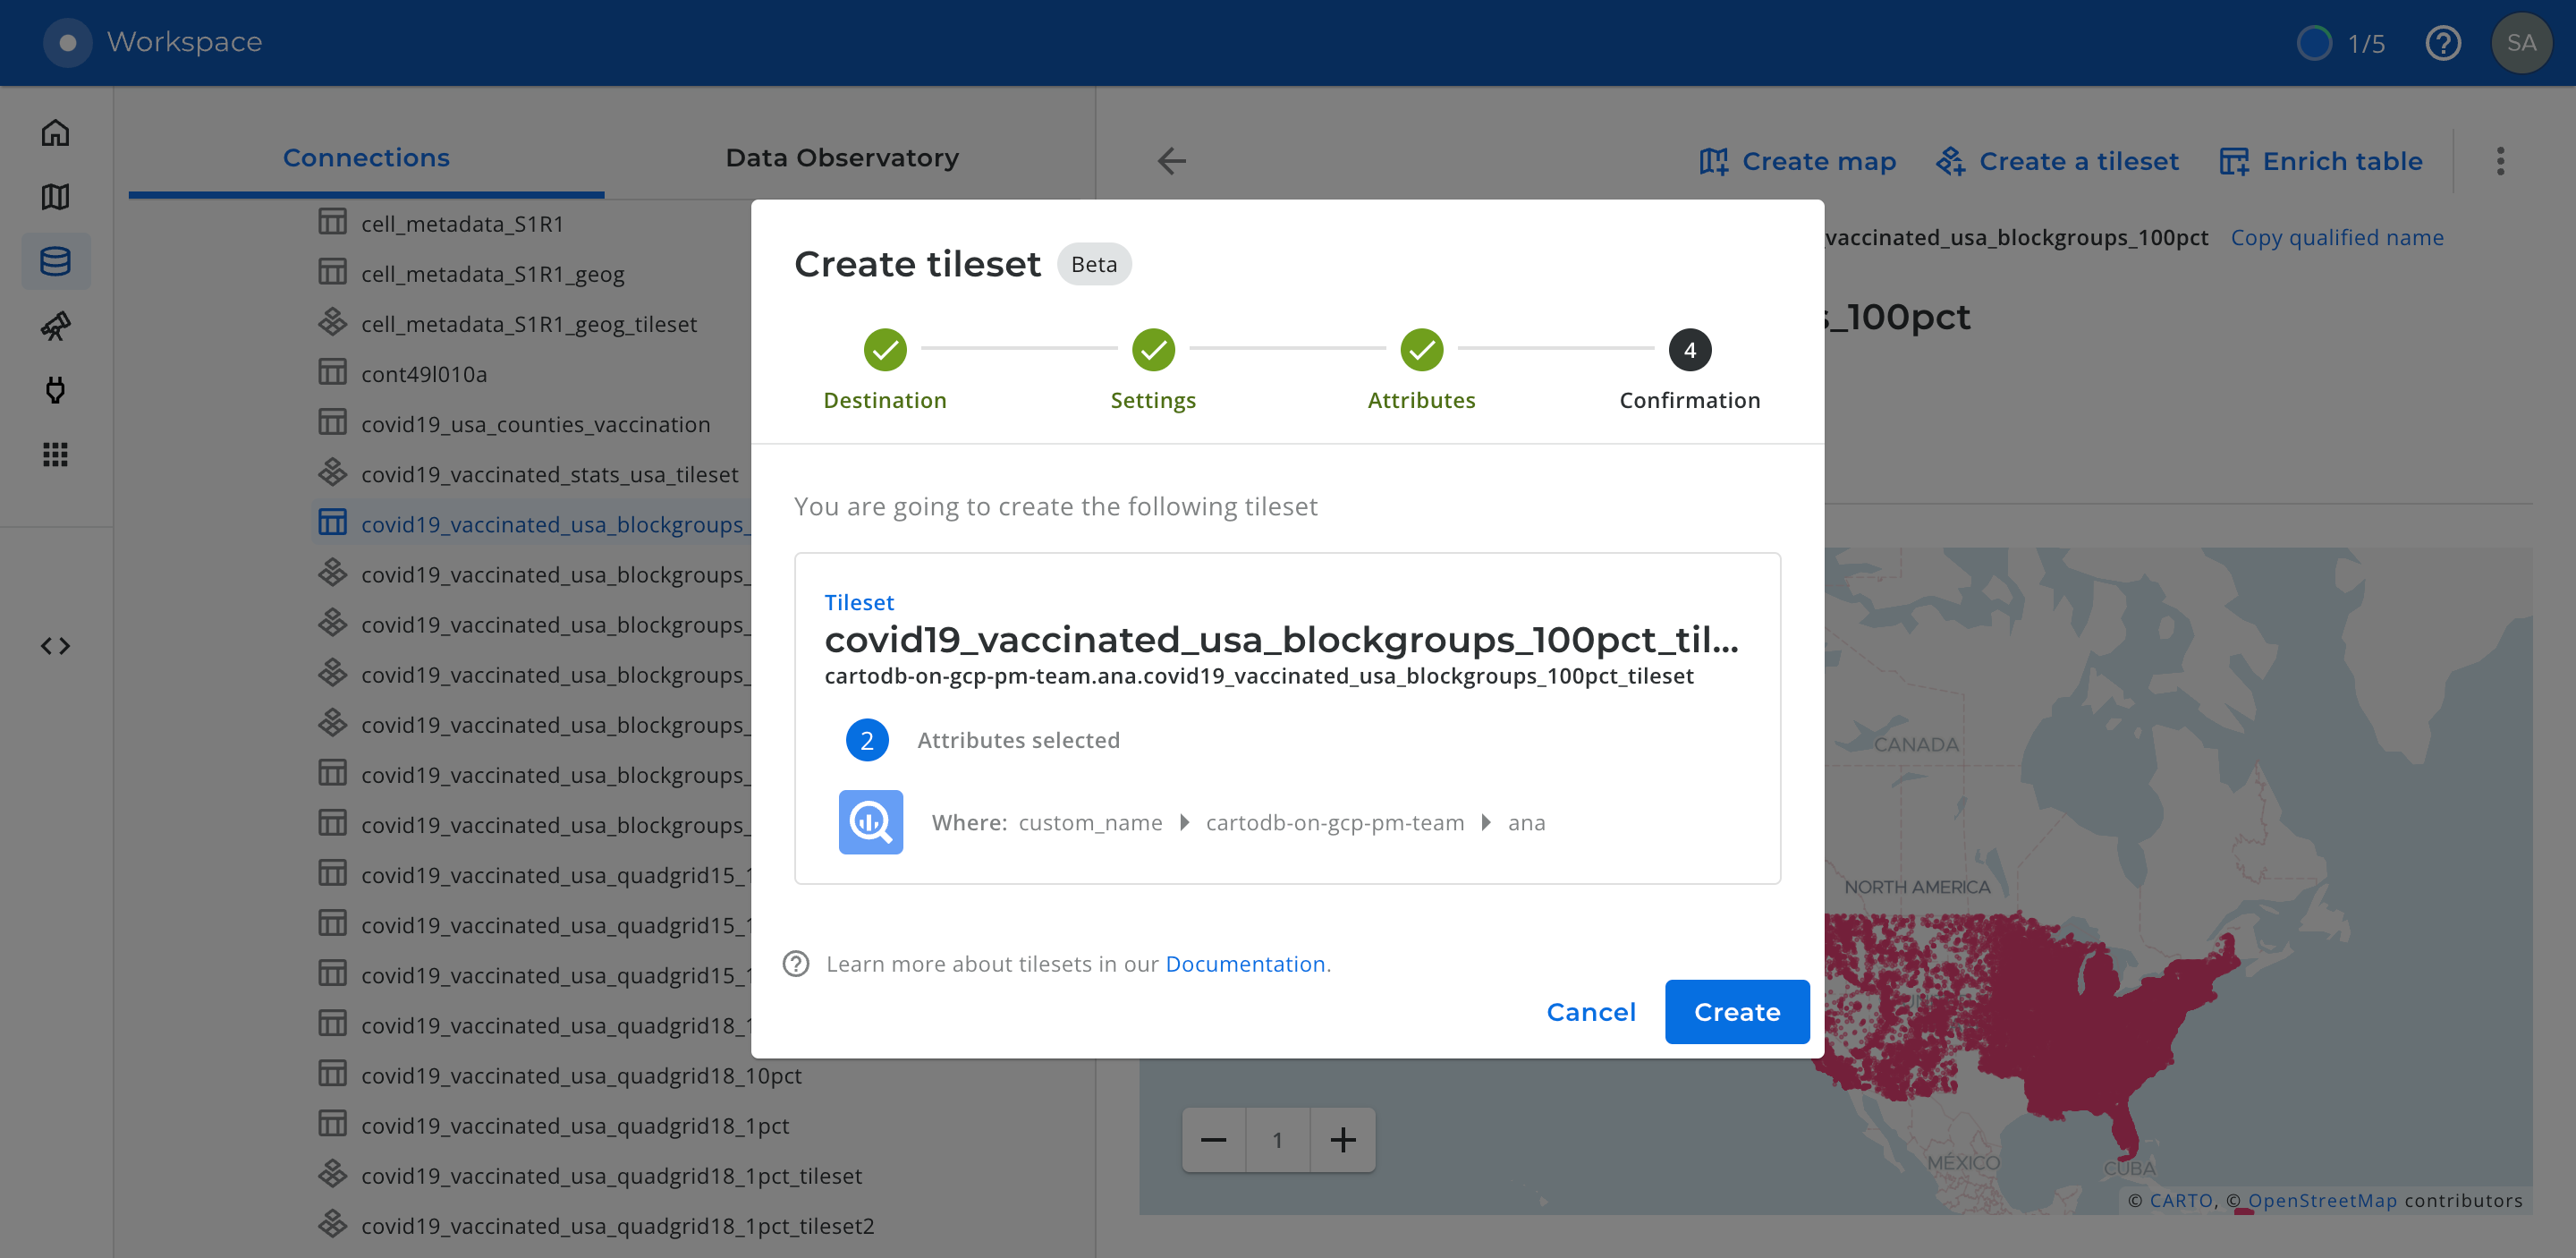 Workspace
1/5
SA
Connections
Data Observatory
Create map
Create a tileset
Enrich table
cell_metadata_S1R1
cell_metadata_S1R1_geog
cell_metadata_S1R1_geog_tileset
cont49l010a
covid19_usa_counties_vaccination
covid19_vaccinated_stats_usa_tileset
covid19_vaccinated_usa_blockgroups_
covid19_vaccinated_usa_blockgroups_
covid19_vaccinated_usa_blockgroups_
covid19_vaccinated_usa_blockgroups_
covid19_vaccinated_usa_blockgroups_
covid19_vaccinated_usa_blockgroups_
covid19_vaccinated_usa_blockgroups_
covid19_vaccinated_usa_quadgrid15_1
covid19_vaccinated_usa_quadgrid15_1
covid19_vaccinated_usa_quadgrid15_1
covid19_vaccinated_usa_quadgrid18_1
covid19_vaccinated_usa_quadgrid18_10pct
covid19_vaccinated_usa_quadgrid18_1pct
covid19_vaccinated_usa_quadgrid18_1pct_tileset
covid19_vaccinated_usa_quadgrid18_1pct_tileset2
vaccinated_usa_blockgroups_100pct
Copy qualified name
s_100pct
Create tileset
Beta
4
Destination
Settings
Attributes
Confirmation
You are going to create the following tileset
Tileset
covid19_vaccinated_usa_blockgroups_100pct_til...
cartodb-on-gcp-pm-team.ana.covid19_vaccinated_usa_blockgroups_100pct_tileset
2 Attributes selected
Where: custom_name cartodb-on-gcp-pm-team ana
Learn more about tilesets in our Documentation.
Cancel
Create
CANADA
NORTH AMERICA
MÉXICO
CUBA
1
© CARTO, © OpenStreetMap contributors